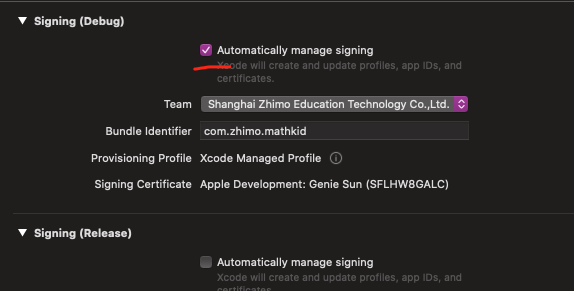 Signing (Debug)
Automatically manage signing
Xcode will create and update profiles, app IDs, and
certificates.
Team Shanghai Zhimo Education Technology Co.,Ltd.
Bundle Identifier com.zhimo.mathkid
Provisioning Profile Xcode Managed Profile
Signing Certificate Apple Development: Genie Sun (SFLHW8GALC)
Signing (Release)
Automatically manage signing
Xcode will create and update profiles, app IDs, and
certificates.